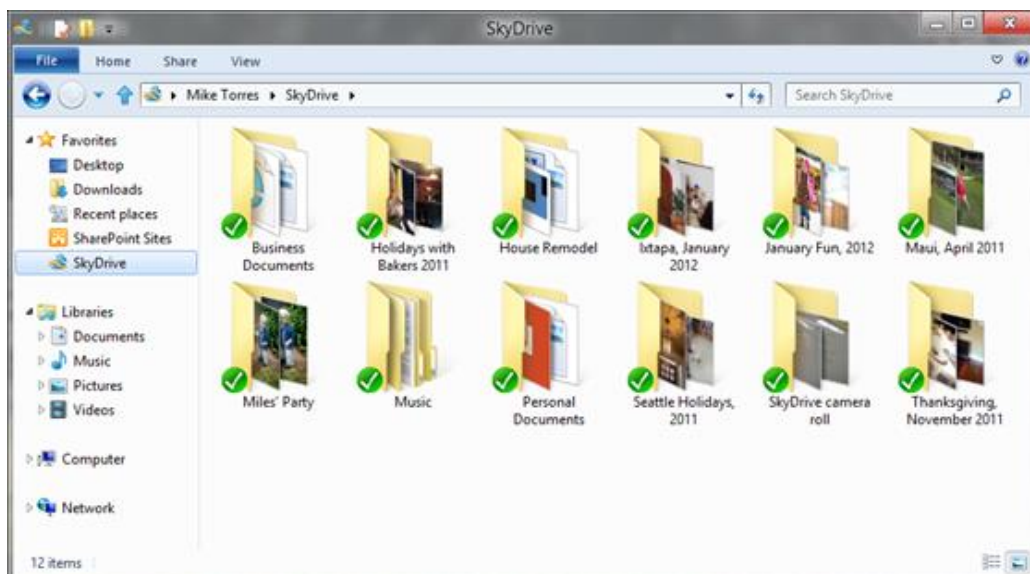 SkyDrive
File Home Share View
Mike Torres SkyDrive
Search SkyDrive
Favorites
Desktop
Downloads
Recent places
SharePoint Sites
SkyDrive
Libraries
Documents
Music
Pictures
Videos
Computer
Network
Business
Documents
Holidays with
Bakers 2011
House Remodel
Ixtapa, January
2012
January Fun, 2012
Maui, April 2011
Miles' Party
Music
Personal
Documents
Seattle Holidays,
2011
SkyDrive camera
roll
Thanksgiving,
November 2011
12 items